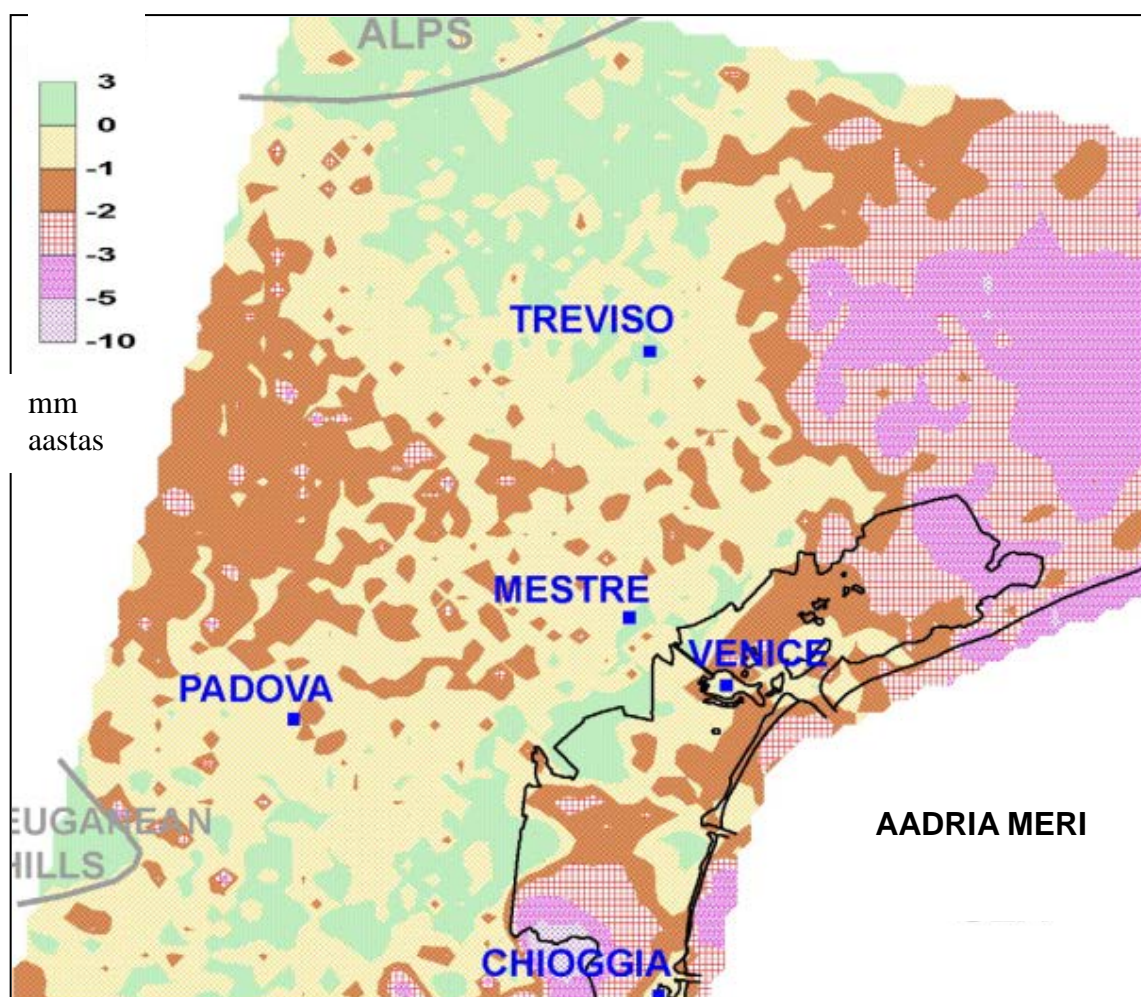 ALPS
3
0
-1
-2
-3
-5
-10
mm
aastas
TREVISO
MESTRE
VENICE
PADOVA
EUGANEAN
HILLS
AADRIA MERI
CHIOGGIA